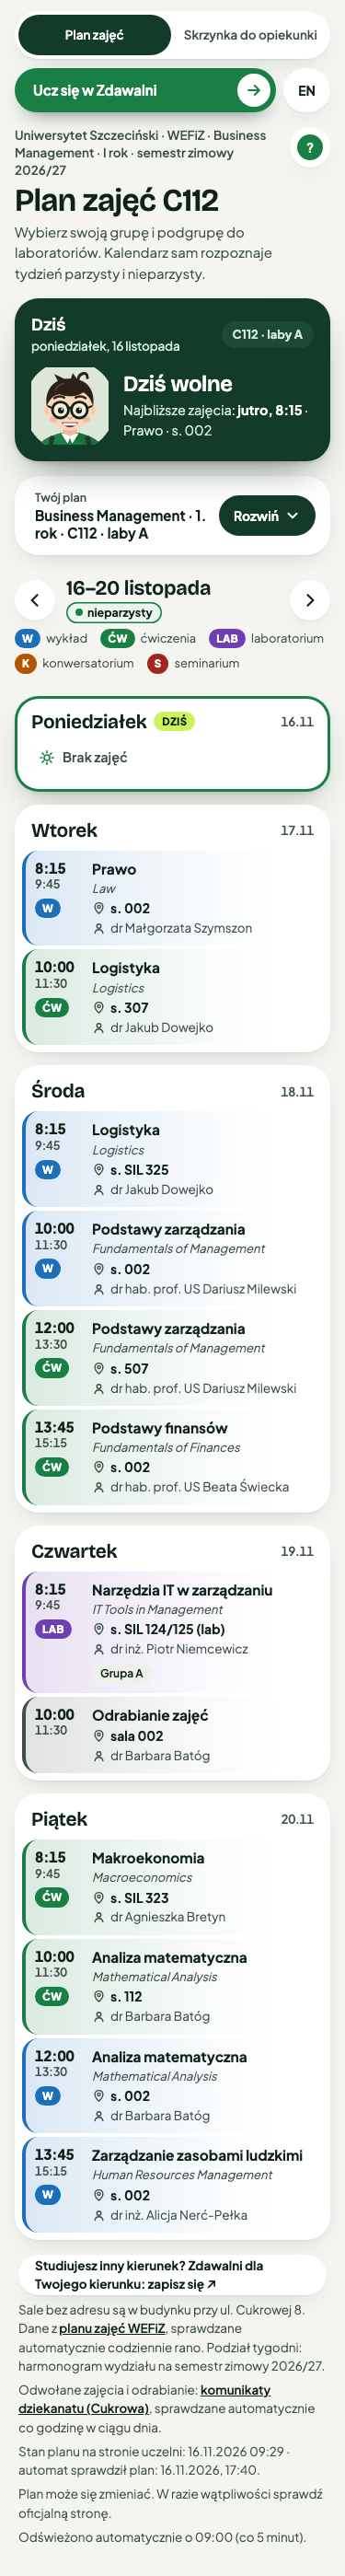 Plan zajęć
Skrzynka do opiekunki
Ucz się w Zdawalni
EN
Uniwersytet Szczeciński · WEFiZ · Business
Management · I rok · semestr zimowy
2026/27
?
Plan zajęć C112
Wybierz swoją grupę i podgrupę do
laboratoriów. Kalendarz sam rozpoznaje
tydzień parzysty i nieparzysty.
Dziś
poniedziałek, 16 listopada
C112 · laby A
Dziś wolne
Najbliższe zajęcia: jutro, 8:15 ·
Prawo · s. 002
Twój plan
Business Management · 1.
rok · C112 · laby A
Rozwiń
16–20 listopada
nieparzysty
W wykład ĆW ćwiczenia LAB laboratorium
K konwersatorium S seminarium
Poniedziałek DZIŚ 16.11
Brak zajęć
Wtorek 17.11
8:15 Prawo
9:45 Law
W s. 002
dr Małgorzata Szymszon
10:00 Logistyka
11:30 Logistics
ĆW s. 307
dr Jakub Dowejko
Środa 18.11
8:15 Logistyka
9:45 Logistics
W s. SIL 325
dr Jakub Dowejko
10:00 Podstawy zarządzania
11:30 Fundamentals of Management
W s. 002
dr hab. prof. US Dariusz Milewski
12:00 Podstawy zarządzania
13:30 Fundamentals of Management
ĆW s. 507
dr hab. prof. US Dariusz Milewski
13:45 Podstawy finansów
15:15 Fundamentals of Finances
ĆW s. 002
dr hab. prof. US Beata Świecka
Czwartek 19.11
8:15 Narzędzia IT w zarządzaniu
9:45 IT Tools in Management
LAB s. SIL 124/125 (lab)
dr inż. Piotr Niemcewicz
Grupa A
10:00 Odrabianie zajęć
11:30 sala 002
dr Barbara Batóg
Piątek 20.11
8:15 Makroekonomia
9:45 Macroeconomics
ĆW s. SIL 323
dr Agnieszka Bretyn
10:00 Analiza matematyczna
11:30 Mathematical Analysis
ĆW s. 112
dr Barbara Batóg
12:00 Analiza matematyczna
13:30 Mathematical Analysis
W s. 002
dr Barbara Batóg
13:45 Zarządzanie zasobami ludzkimi
15:15 Human Resources Management
W s. 002
dr inż. Alicja Nerć-Pełka
Studiujesz inny kierunek? Zdawalni dla
Twojego kierunku: zapisz się ↗
Sale bez adresu są w budynku przy ul. Cukrowej 8.
Dane z planu zajęć WEFiZ, sprawdzane
automatycznie codziennie rano. Podział tygodni:
harmonogram wydziału na semestr zimowy 2026/27.
Odwołane zajęcia i odrabianie: komunikaty
dziekanatu (Cukrowa), sprawdzane automatycznie
co godzinę w ciągu dnia.
Stan planu na stronie uczelni: 16.11.2026 09:29 ·
automat sprawdził plan: 16.11.2026, 17:40.
Plan może się zmieniać. W razie wątpliwości sprawdź
oficjalną stronę.
Odświeżono automatycznie o 09:00 (co 5 minut).